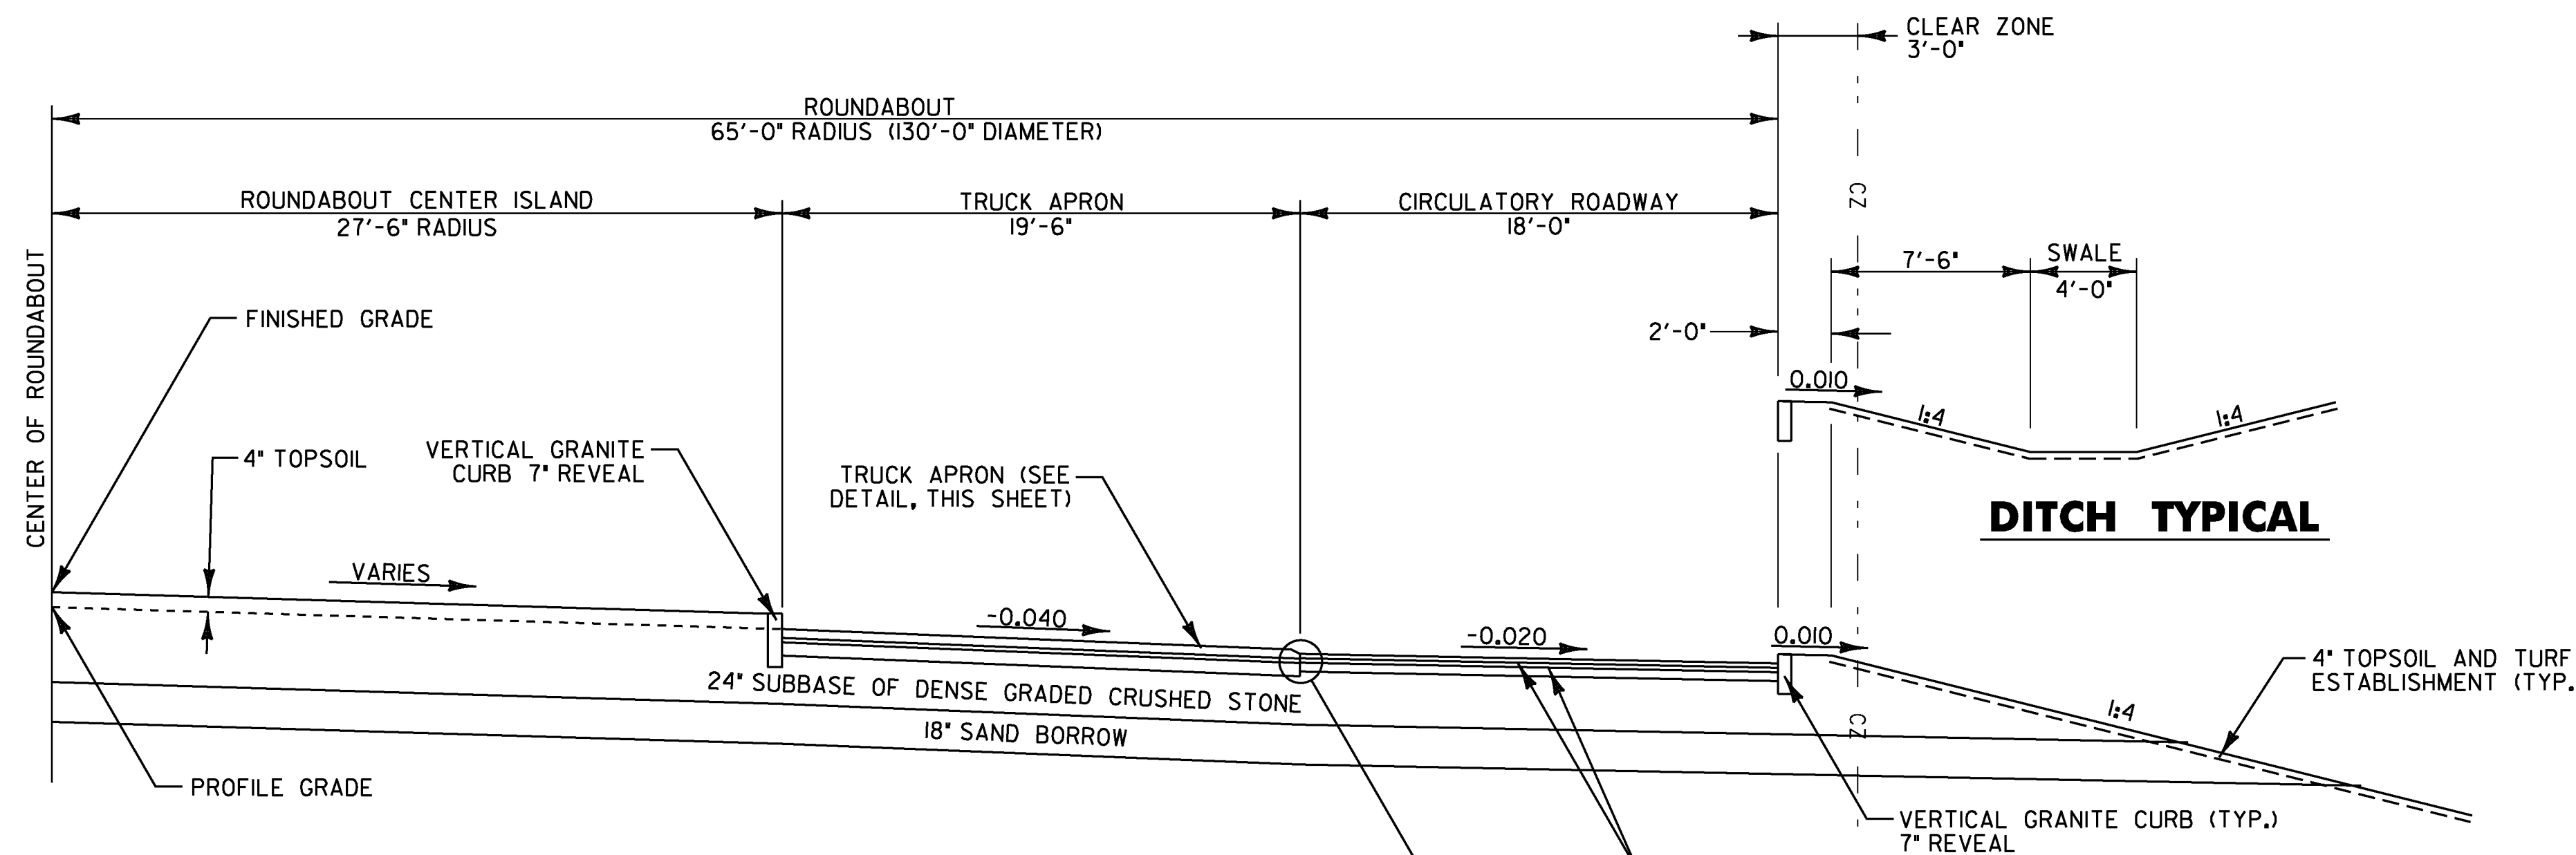 CLEAR ZONE
3'-0"
ROUNDABOUT
65'-0" RADIUS (130'-0" DIAMETER)
ROUNDABOUT CENTER ISLAND
27'-6" RADIUS
TRUCK APRON
19'-6"
CIRCULATORY ROADWAY
18'-0"
CZ
7'-6"
SWALE
4'-0"
2'-0"
CENTER OF ROUNDABOUT
FINISHED GRADE
4" TOPSOIL
VERTICAL GRANITE
CURB 7" REVEAL
TRUCK APRON (SEE
DETAIL, THIS SHEET)
0.010
1:4
1:4
DITCH TYPICAL
VARIES
-0.040
-0.020
0.010
24" SUBBASE OF DENSE GRADED CRUSHED STONE
18" SAND BORROW
CZ
1:4
4" TOPSOIL AND TURF
ESTABLISHMENT (TYP.
PROFILE GRADE
VERTICAL GRANITE CURB (TYP.)
7" REVEAL